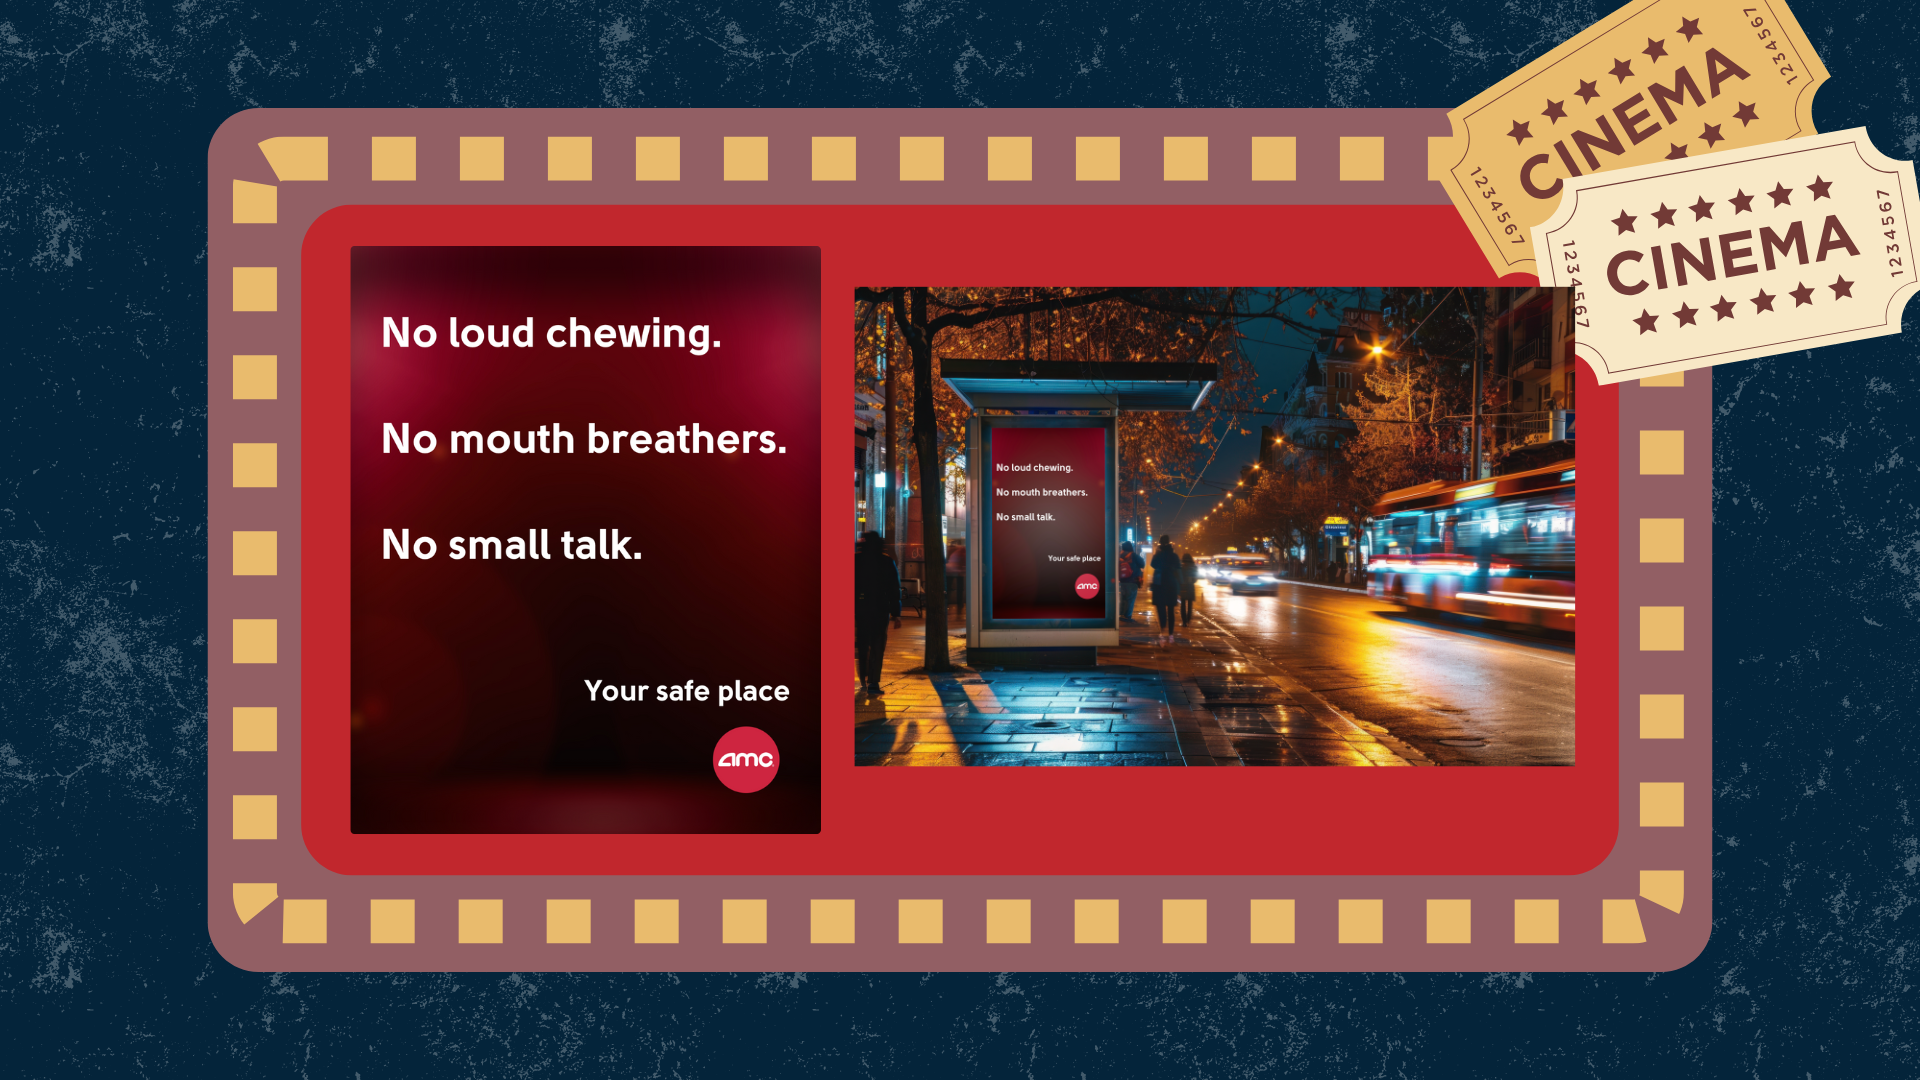 No loud chewing.
No mouth breathers.
No small talk.
Your safe place
amc
No loud chewing.
No mouth breathers.
No small talk.
Your safe place
amc
CINEMA
1234567
1234567
CINEMA
1234567
1234567